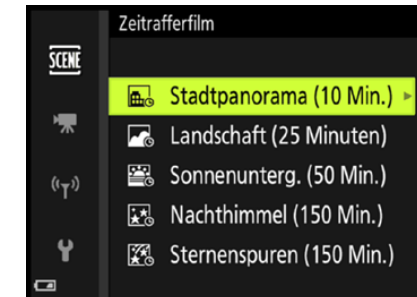 Zeitrafferfilm
SCENE
Stadtpanorama (10 Min.)
Landschaft (25 Minuten)
Sonnenunterg. (50 Min.)
Nachthimmel (150 Min.)
Sternenspuren (150 Min.)